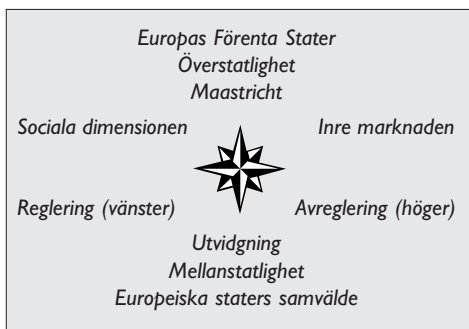 Europas Förenta Stater
Överstatlighet
Maastricht
Sociala dimensionen Inre marknaden
Reglering (vänster) Avreglering (höger)
Utvidgning
Mellanstatlighet
Europeiska staters samvälde